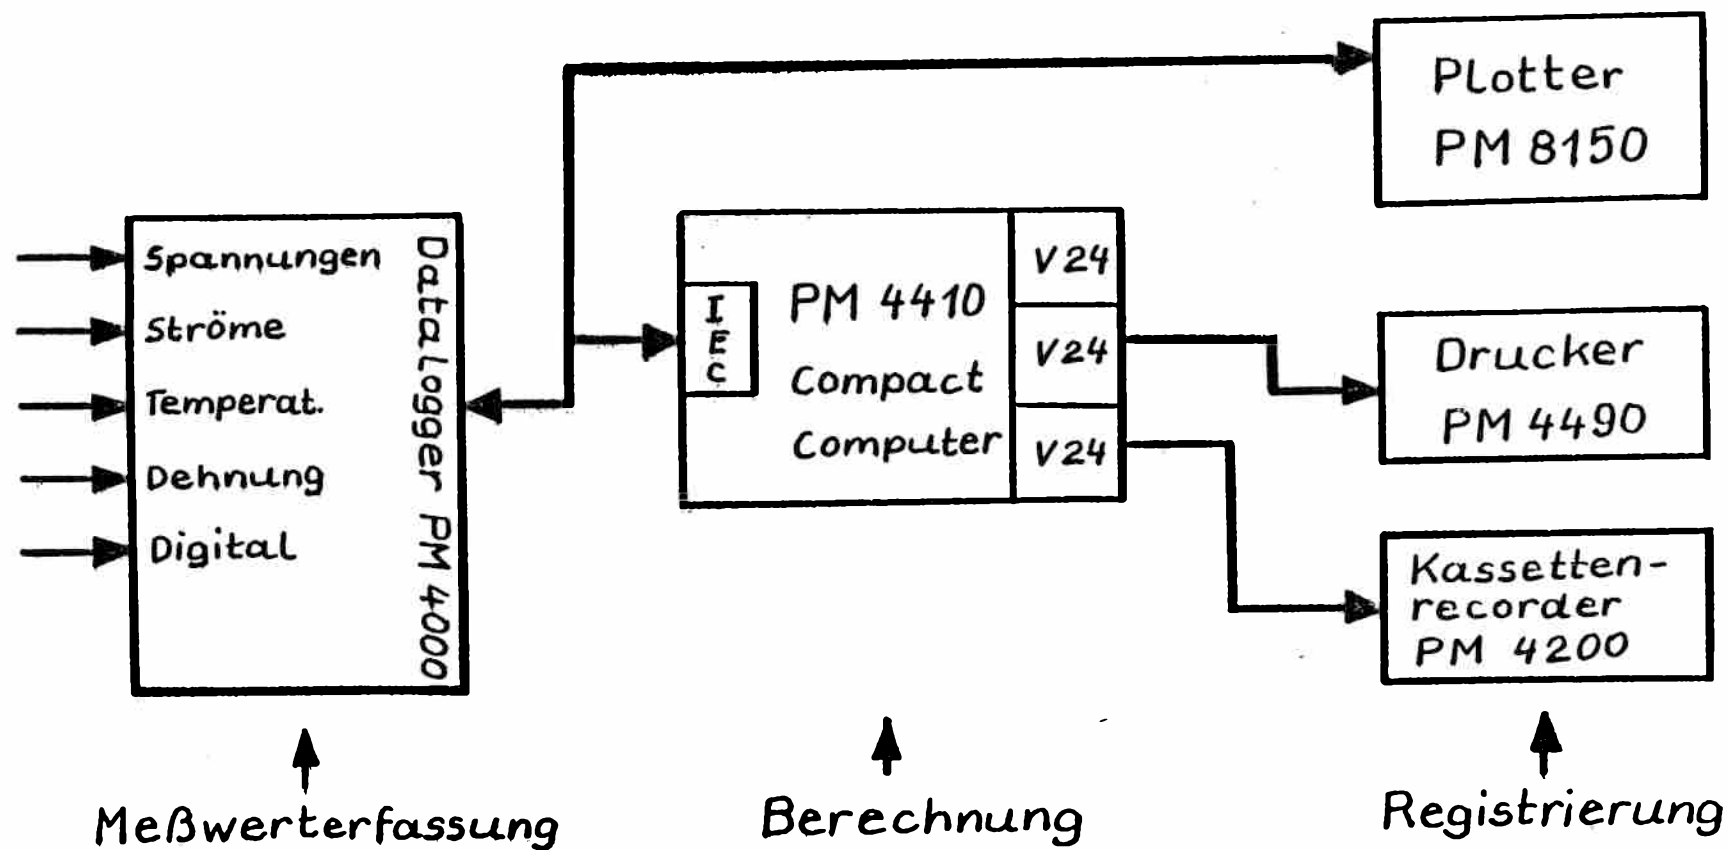 Plotter
PM 8150
Spannungen
Ströme
Temperat.
Dehnung
Digital
Datalogger PM 4000
IEC
PM 4410
Compact
Computer
V24
V24
V24
Drucker
PM 4490
Kassetten-
recorder
PM 4200
Meßwerterfassung
Berechnung
Registrierung